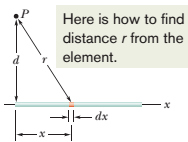 P
Here is how to find
distance r from the
element.
d
r
x
dx
x